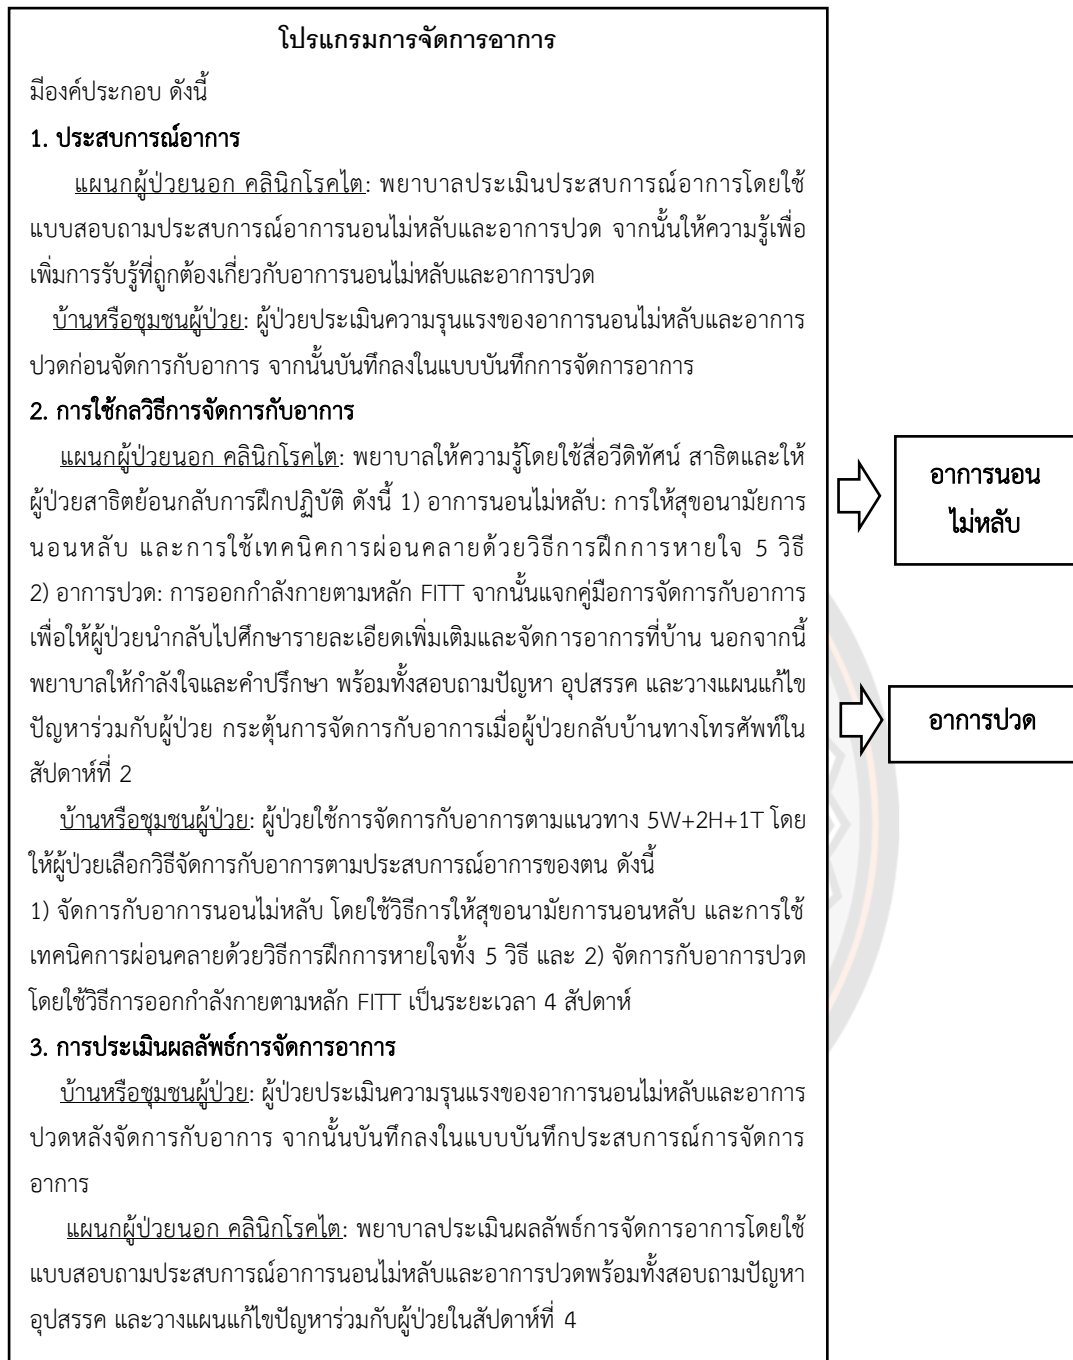 โปรแกรมการจัดการอาการ
มีองค์ประกอบ ดังนี้
1. ประสบการณ์อาการ
แผนกผู้ป่วยนอก คลินิกโรคไต: พยาบาลประเมินประสบการณ์อาการโดยใช้
แบบสอบถามประสบการณ์อาการนอนไม่หลับและอาการปวด จากนั้นให้ความรู้เพื่อ
เพิ่มการรับรู้ที่ถูกต้องเกี่ยวกับอาการนอนไม่หลับและอาการปวด
บ้านหรือชุมชนผู้ป่วย: ผู้ป่วยประเมินความรุนแรงของอาการนอนไม่หลับและอาการ
ปวดก่อนจัดการกับอาการ จากนั้นบันทึกลงในแบบบันทึกการจัดการอาการ
2. การใช้กลวิธีการจัดการกับอาการ
แผนกผู้ป่วยนอก คลินิกโรคไต: พยาบาลให้ความรู้โดยใช้สื่อวีดิทัศน์ สาธิตและให้
ผู้ป่วยสาธิตย้อนกลับการฝึกปฏิบัติ ดังนี้ 1) อาการนอนไม่หลับ: การให้สุขอนามัยการ
นอนหลับ และการใช้เทคนิคการผ่อนคลายด้วยวิธีการฝึกการหายใจ 5 วิธี
2) อาการปวด: การออกกำลังกายตามหลัก FITT จากนั้นแจกคู่มือการจัดการกับอาการ
เพื่อให้ผู้ป่วยนำกลับไปศึกษารายละเอียดเพิ่มเติมและจัดการอาการที่บ้าน นอกจากนี้
พยาบาลให้กำลังใจและคำปรึกษา พร้อมทั้งสอบถามปัญหา อุปสรรค และวางแผนแก้ไข
ปัญหาร่วมกับผู้ป่วย กระตุ้นการจัดการกับอาการเมื่อผู้ป่วยกลับบ้านทางโทรศัพท์ใน
สัปดาห์ที่ 2
บ้านหรือชุมชนผู้ป่วย: ผู้ป่วยใช้การจัดการกับอาการตามแนวทาง 5W+2H+1T โดย
ให้ผู้ป่วยเลือกวิธีจัดการกับอาการตามประสบการณ์อาการของตน ดังนี้
1) จัดการกับอาการนอนไม่หลับ โดยใช้วิธีการให้สุขอนามัยการนอนหลับ และการใช้
เทคนิคการผ่อนคลายด้วยวิธีการฝึกการหายใจทั้ง 5 วิธี และ 2) จัดการกับอาการปวด
โดยใช้วิธีการออกกำลังกายตามหลัก FITT เป็นระยะเวลา 4 สัปดาห์
3. การประเมินผลลัพธ์การจัดการอาการ
บ้านหรือชุมชนผู้ป่วย: ผู้ป่วยประเมินความรุนแรงของอาการนอนไม่หลับและอาการ
ปวดหลังจัดการกับอาการ จากนั้นบันทึกลงในแบบบันทึกประสบการณ์การจัดการ
อาการ
แผนกผู้ป่วยนอก คลินิกโรคไต: พยาบาลประเมินผลลัพธ์การจัดการอาการโดยใช้
แบบสอบถามประสบการณ์อาการนอนไม่หลับและอาการปวดพร้อมทั้งสอบถามปัญหา
อุปสรรค และวางแผนแก้ไขปัญหาร่วมกับผู้ป่วยในสัปดาห์ที่ 4
อาการนอน
ไม่หลับ
อาการปวด